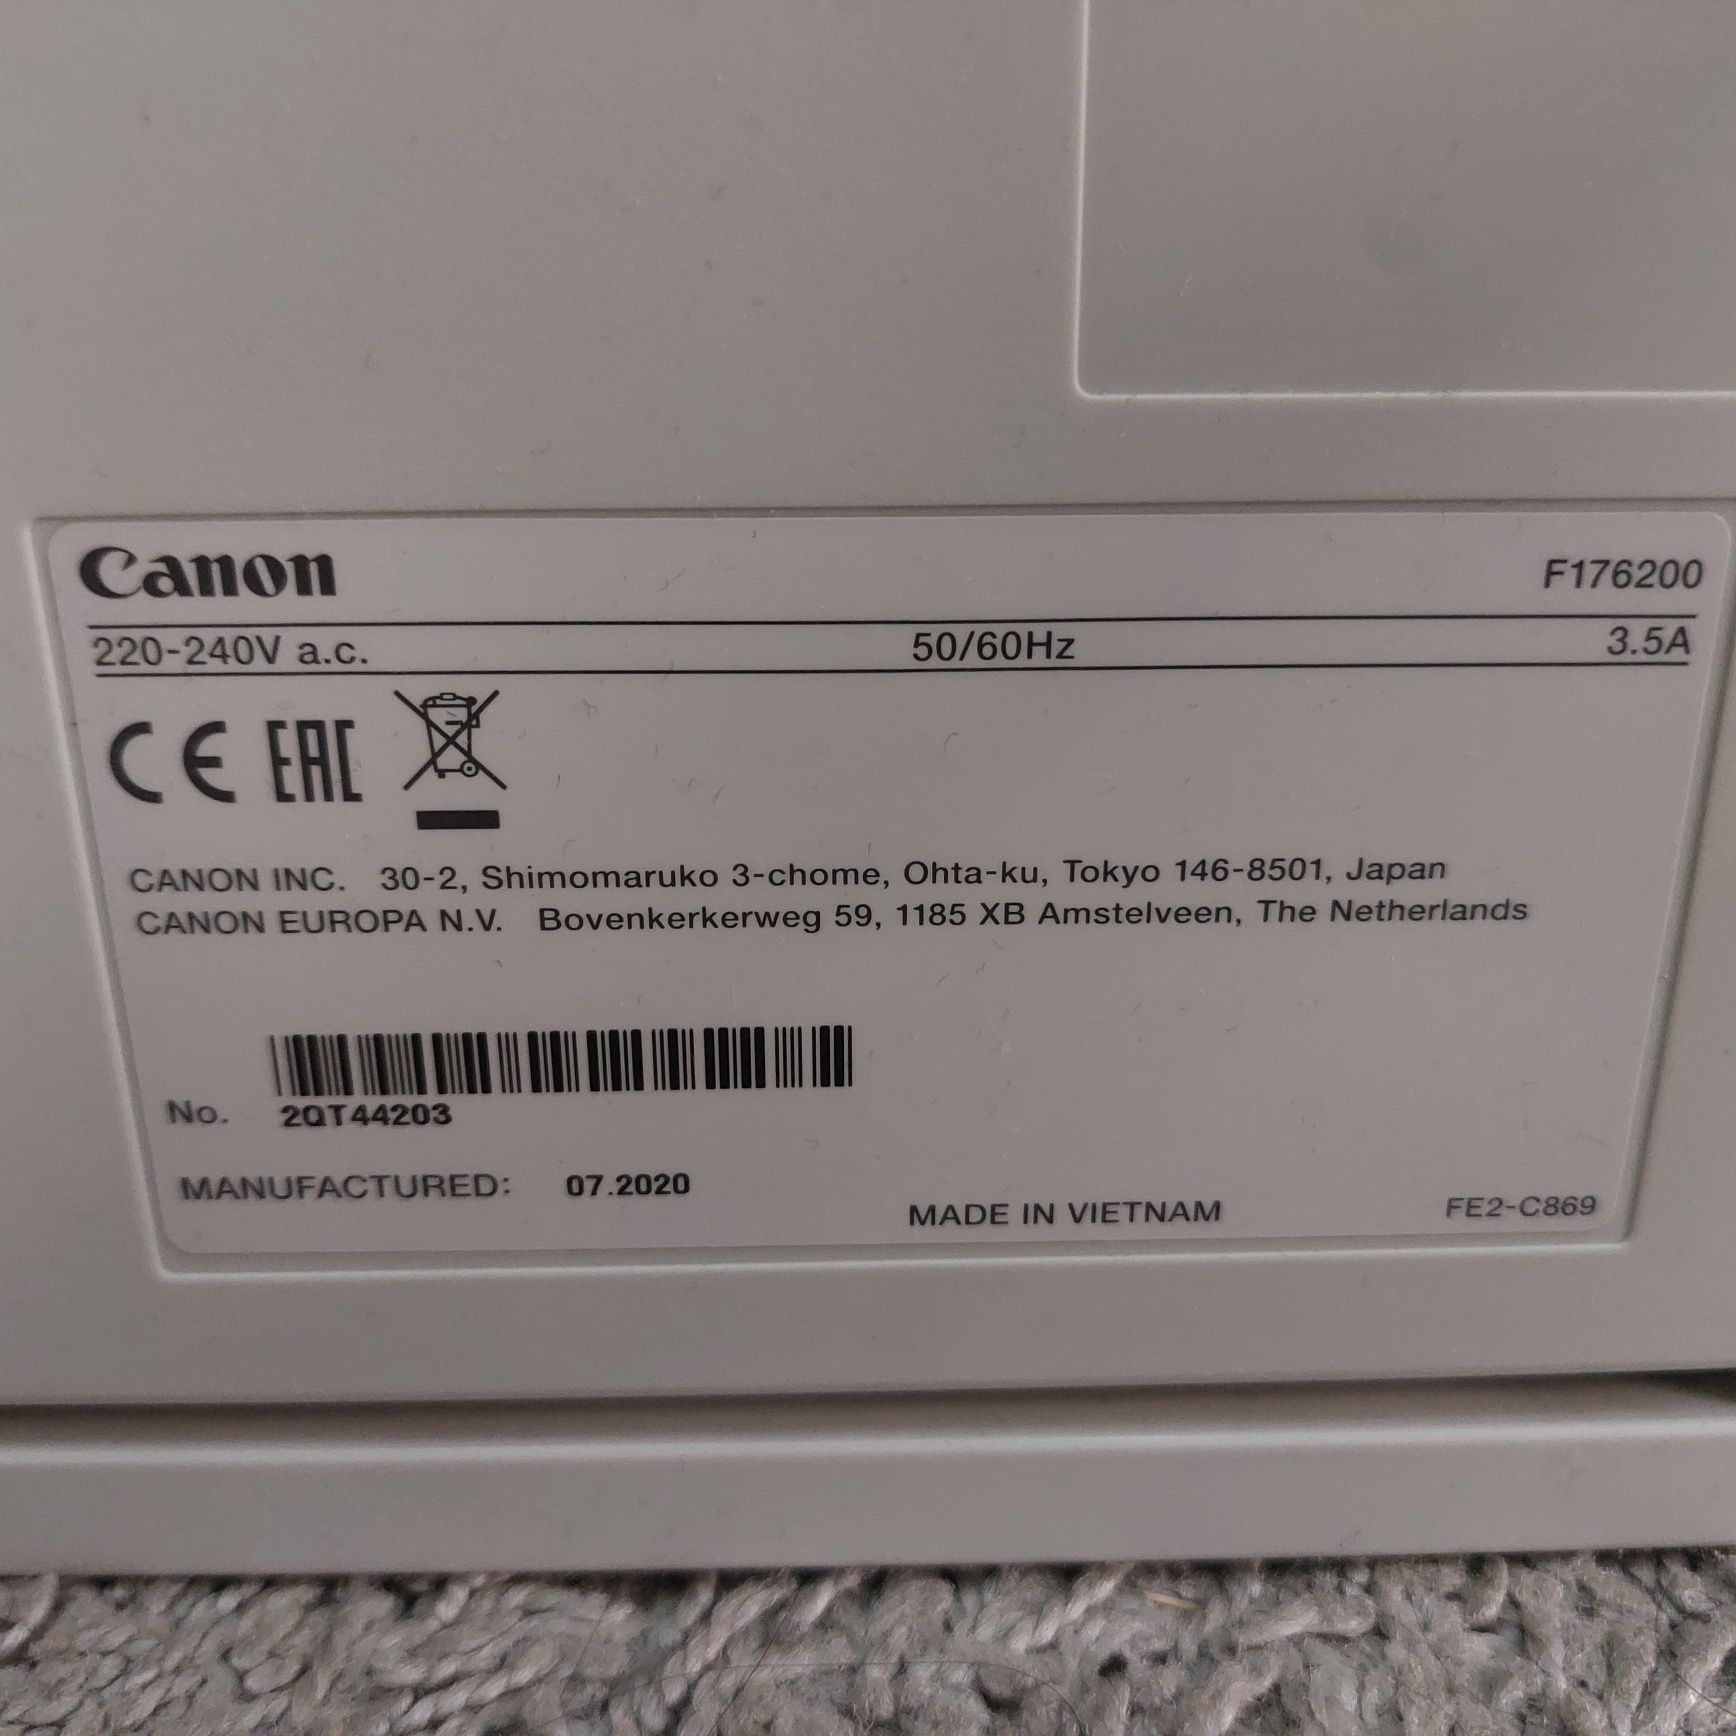 Canon F176200
220-240V a.c. 50/60Hz 3.5A
CE EAC
CANON INC. 30-2, Shimomaruko 3-chome, Ohta-ku, Tokyo 146-8501, Japan
CANON EUROPA N.V. Bovenkerkerweg 59, 1185 XB Amstelveen, The Netherlands
No. 2QT44203
MANUFACTURED: 07.2020
MADE IN VIETNAM FE2-C869